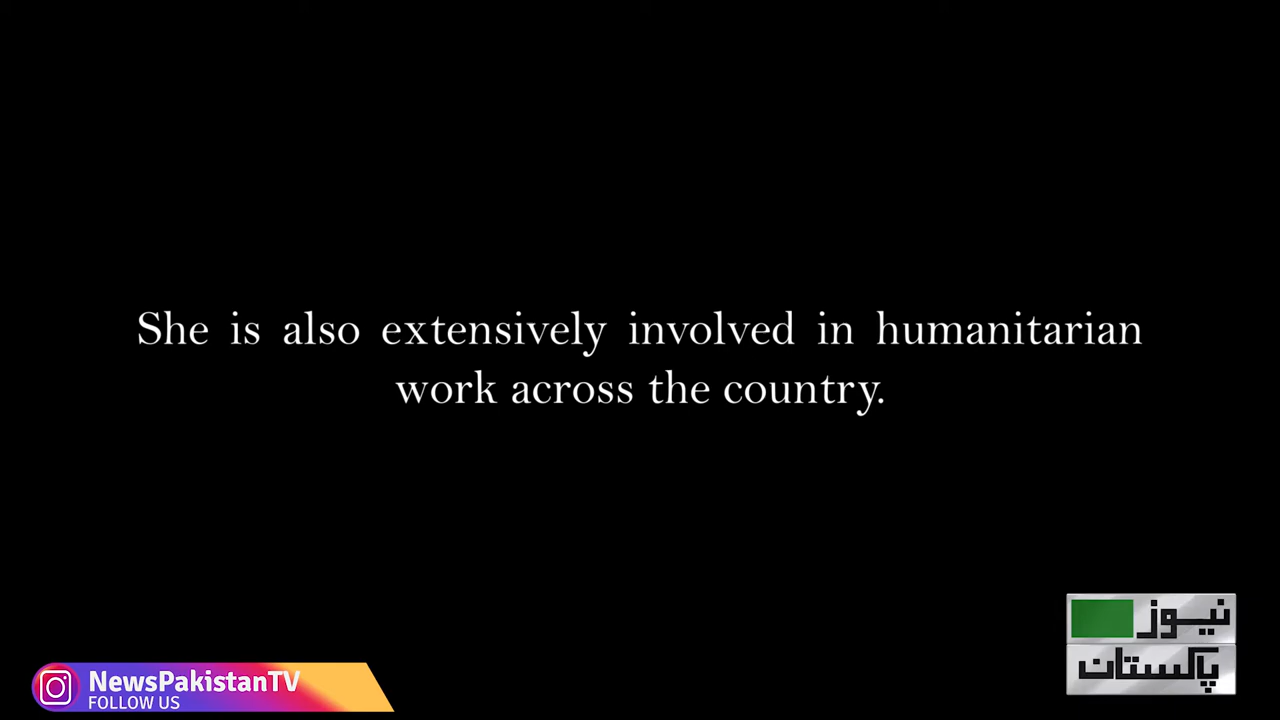 She is also extensively involved in humanitarian
work across the country.
نیوز
پاکستان
NewsPakistanTV
FOLLOW US